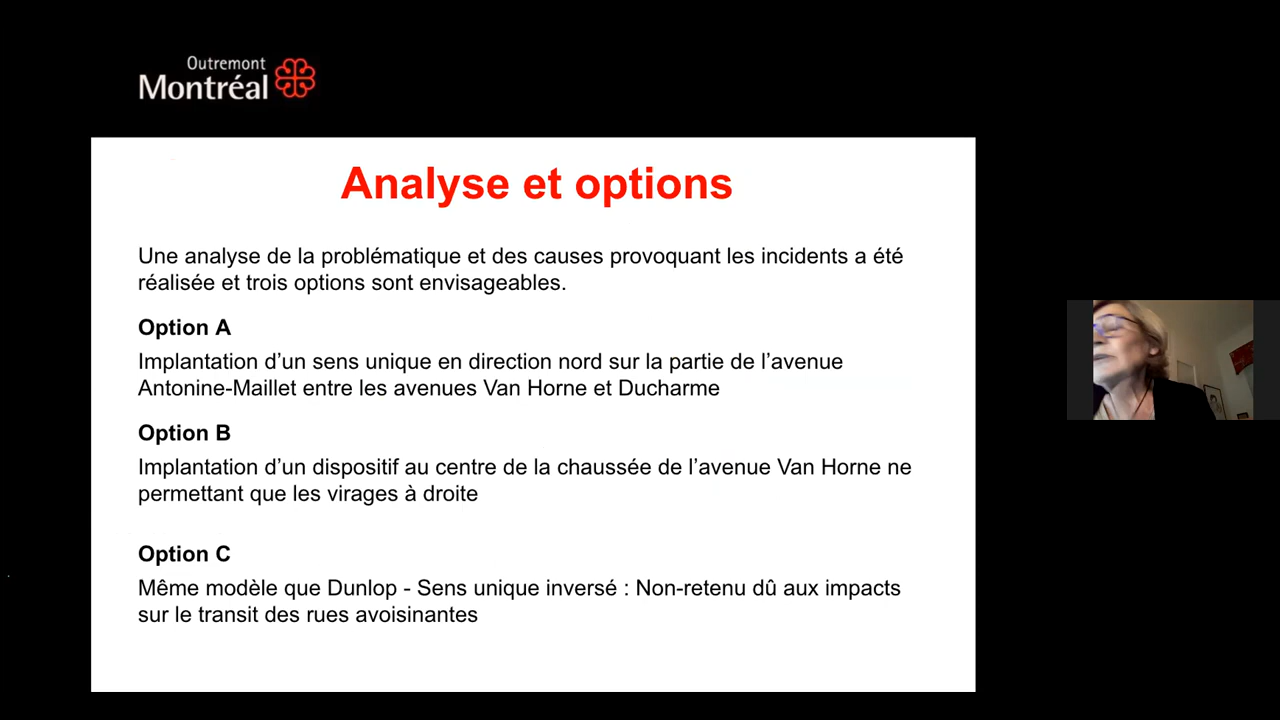 Outremont
Montréal
Analyse et options
Une analyse de la problématique et des causes provoquant les incidents a été
réalisée et trois options sont envisageables.
Option A
Implantation d’un sens unique en direction nord sur la partie de l’avenue
Antonine-Maillet entre les avenues Van Horne et Ducharme
Option B
Implantation d’un dispositif au centre de la chaussée de l’avenue Van Horne ne
permettant que les virages à droite
Option C
Même modèle que Dunlop - Sens unique inversé : Non-retenu dû aux impacts
sur le transit des rues avoisinantes